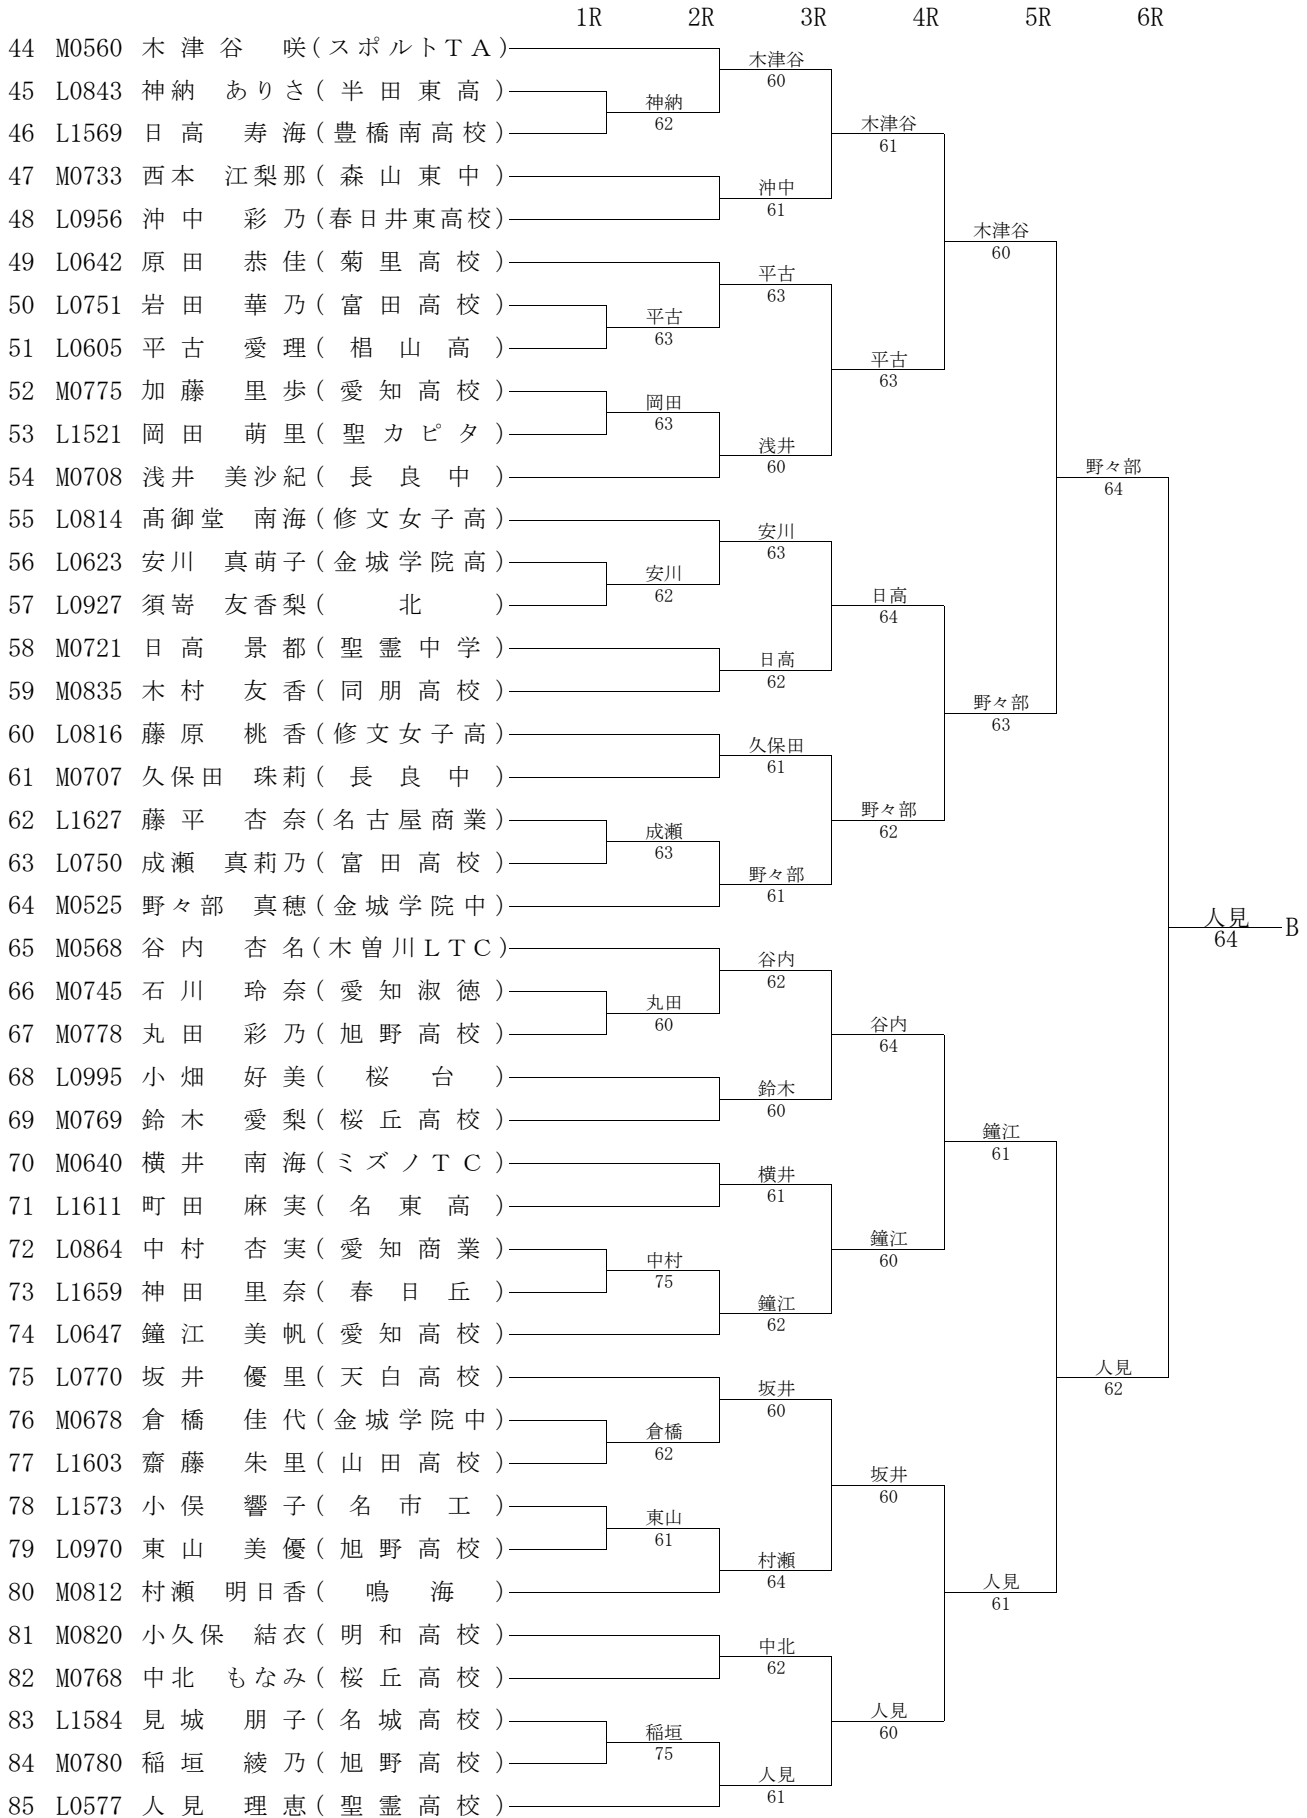 1R 2R 3R 4R 5R 6R
44 M0560 木津谷 咲(スポルトTA)
木津谷
60
45 L0843 神納 ありさ(半田東高)
神納
62
46 L1569 日高 寿海(豊橋南高校)
木津谷
61
47 M0733 西本 江梨那(森山東中)
沖中
61
48 L0956 沖中 彩乃(春日井東高校)
木津谷
60
49 L0642 原田 恭佳(菊里高校)
平古
63
50 L0751 岩田 華乃(富田高校)
平古
63
51 L0605 平古 愛理(椙山高)
平古
63
52 M0775 加藤 里歩(愛知高校)
岡田
63
53 L1521 岡田 萌里(聖カピタ)
浅井
60
54 M0708 浅井 美沙紀(長良中)
野々部
64
55 L0814 髙御堂 南海(修文女子高)
安川
63
56 L0623 安川 真萌子(金城学院高)
安川
62
57 L0927 須嵜 友香梨(北)
日高
64
58 M0721 日高 景都(聖霊中学)
日高
62
59 M0835 木村 友香(同朋高校)
野々部
63
60 L0816 藤原 桃香(修文女子高)
久保田
61
61 M0707 久保田 珠莉(長良中)
野々部
62
62 L1627 藤平 杏奈(名古屋商業)
成瀬
63
63 L0750 成瀬 真莉乃(富田高校)
野々部
61
64 M0525 野々部 真穂(金城学院中)
人見
64
B
65 M0568 谷内 杏名(木曽川LTC)
谷内
62
66 M0745 石川 玲奈(愛知淑徳)
丸田
60
67 M0778 丸田 彩乃(旭野高校)
谷内
64
68 L0995 小畑 好美(桜台)
鈴木
60
69 M0769 鈴木 愛梨(桜丘高校)
鐘江
61
70 M0640 横井 南海(ミズノTC)
横井
61
71 L1611 町田 麻実(名東高)
鐘江
60
72 L0864 中村 杏実(愛知商業)
中村
75
73 L1659 神田 里奈(春日丘)
鐘江
62
74 L0647 鐘江 美帆(愛知高校)
人見
62
75 L0770 坂井 優里(天白高校)
坂井
60
76 M0678 倉橋 佳代(金城学院中)
倉橋
62
77 L1603 齋藤 朱里(山田高校)
坂井
60
78 L1573 小俣 響子(名市工)
東山
61
79 L0970 東山 美優(旭野高校)
村瀬
64
80 M0812 村瀬 明日香(鳴海)
人見
61
81 M0820 小久保 結衣(明和高校)
中北
62
82 M0768 中北 もなみ(桜丘高校)
人見
60
83 L1584 見城 朋子(名城高校)
稲垣
75
84 M0780 稲垣 綾乃(旭野高校)
人見
61
85 L0577 人見 理恵(聖霊高校)